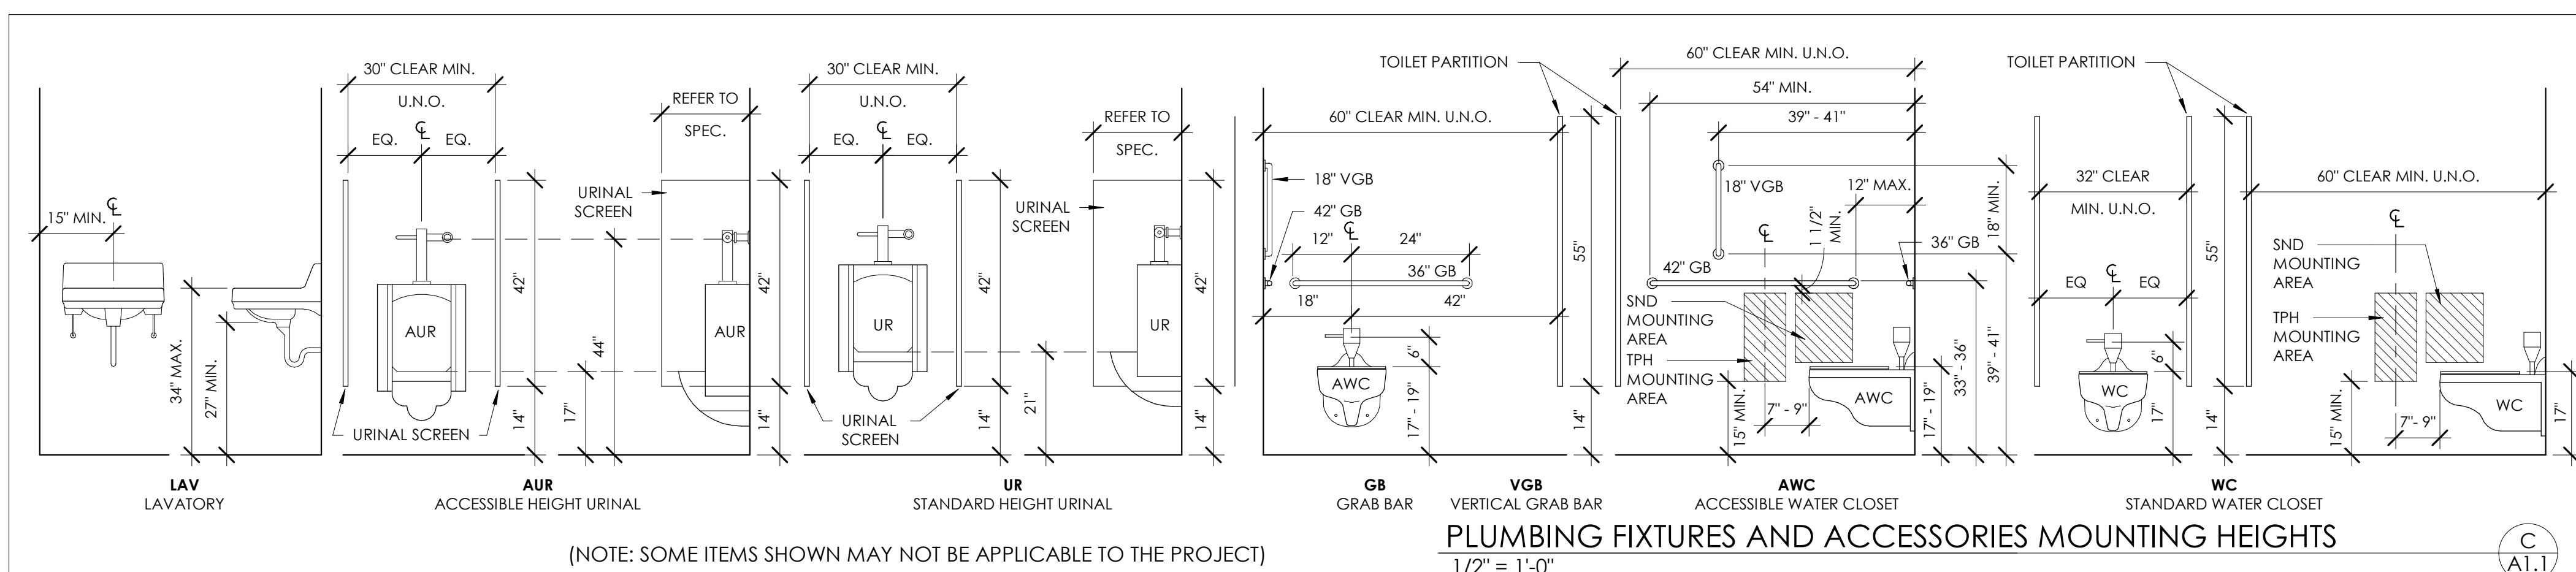 30" CLEAR MIN.
U.N.O.
℄
EQ.
EQ.
15" MIN.
℄
34" MAX.
27" MIN.
AUR
42"
14"
URINAL SCREEN
REFER TO
SPEC.
URINAL
SCREEN
44"
17"
AUR
42"
14"
30" CLEAR MIN.
U.N.O.
℄
EQ.
EQ.
UR
42"
14"
URINAL
SCREEN
REFER TO
SPEC.
URINAL
SCREEN
21"
UR
42"
14"
TOILET PARTITION
60" CLEAR MIN. U.N.O.
18" VGB
42" GB
℄
12"
24"
36" GB
18"
42"
AWC
6"
17" - 19"
55"
14"
60" CLEAR MIN. U.N.O.
54" MIN.
39" - 41"
18" VGB
12" MAX.
18" MIN.
℄
1 1/2"
MIN.
36" GB
42" GB
SND
MOUNTING
AREA
TPH
MOUNTING
AREA
15" MIN.
7" - 9"
AWC
17" - 19"
33" - 36"
39" - 41"
TOILET PARTITION
32" CLEAR
MIN. U.N.O.
℄
EQ
EQ
WC
6"
17"
55"
14"
60" CLEAR MIN. U.N.O.
℄
SND
MOUNTING
AREA
TPH
MOUNTING
AREA
15" MIN.
7"- 9"
WC
17"
LAV
LAVATORY
AUR
ACCESSIBLE HEIGHT URINAL
UR
STANDARD HEIGHT URINAL
GB
GRAB BAR
VGB
VERTICAL GRAB BAR
AWC
ACCESSIBLE WATER CLOSET
WC
STANDARD WATER CLOSET
(NOTE: SOME ITEMS SHOWN MAY NOT BE APPLICABLE TO THE PROJECT)
PLUMBING FIXTURES AND ACCESSORIES MOUNTING HEIGHTS
1/2" = 1'-0"
C
A1.1